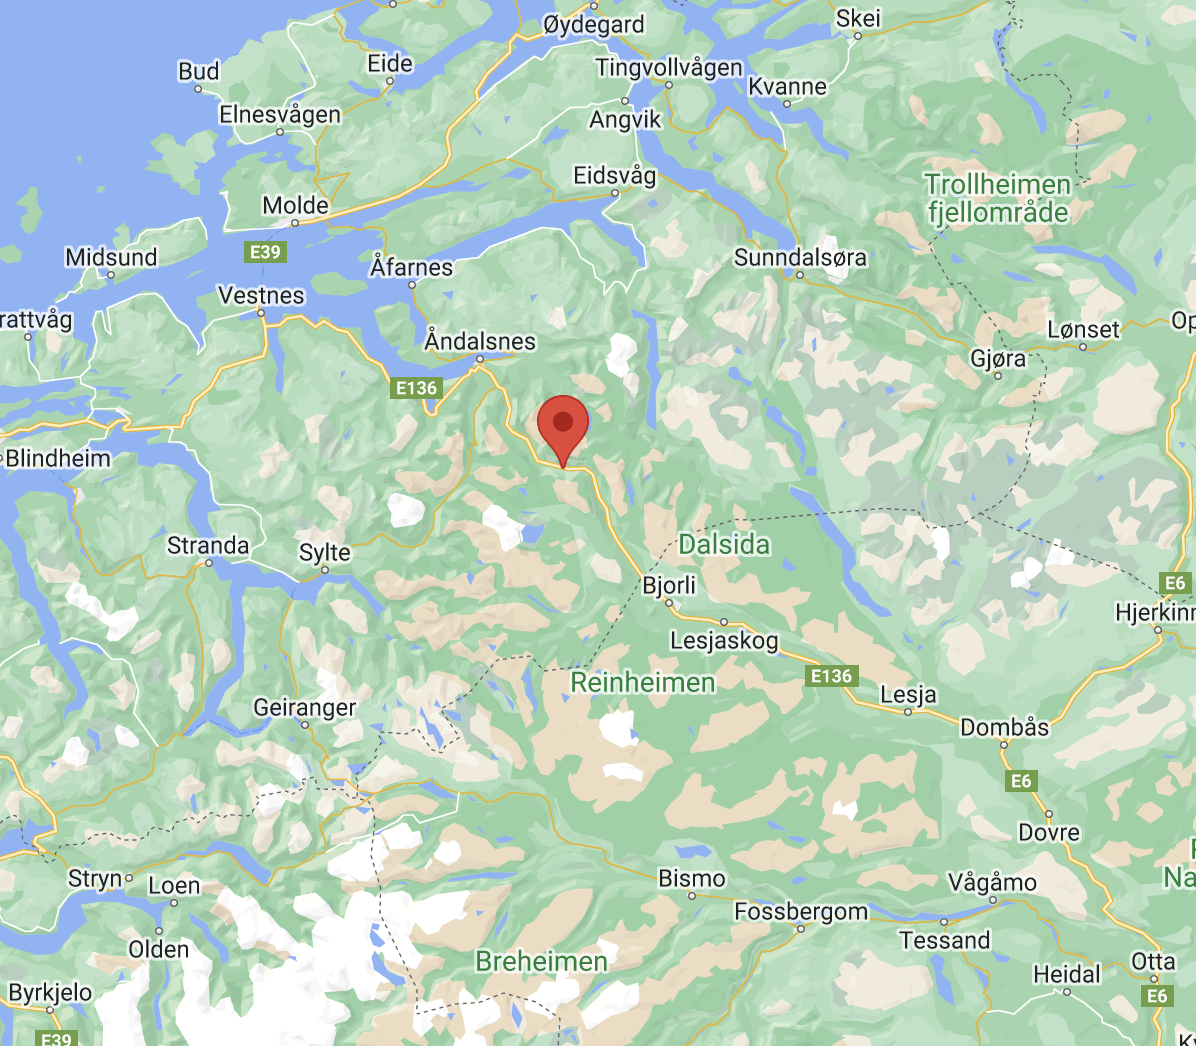 Skei
Øydegard
Eide
Bud
Tingvollvågen
Kvanne
Elnesvågen
Angvik
Eidsvåg
Trollheimen
fjellområde
Molde
E39
Midsund
Åfarnes
Sunndalsøra
Vestnes
rattvåg
Op
Lønset
Åndalsnes
Gjøra
E136
Blindheim
Stranda
Sylte
Dalsida
Bjorli
E6
Hjerkinn
Lesjaskog
E136
Reinheimen
Lesja
Geiranger
Dombås
E6
Dovre
Na
Stryn
Loen
Bismo
Vågåmo
Fossbergom
Tessand
Olden
Breheimen
Otta
Heidal
Byrkjelo
E6
E39